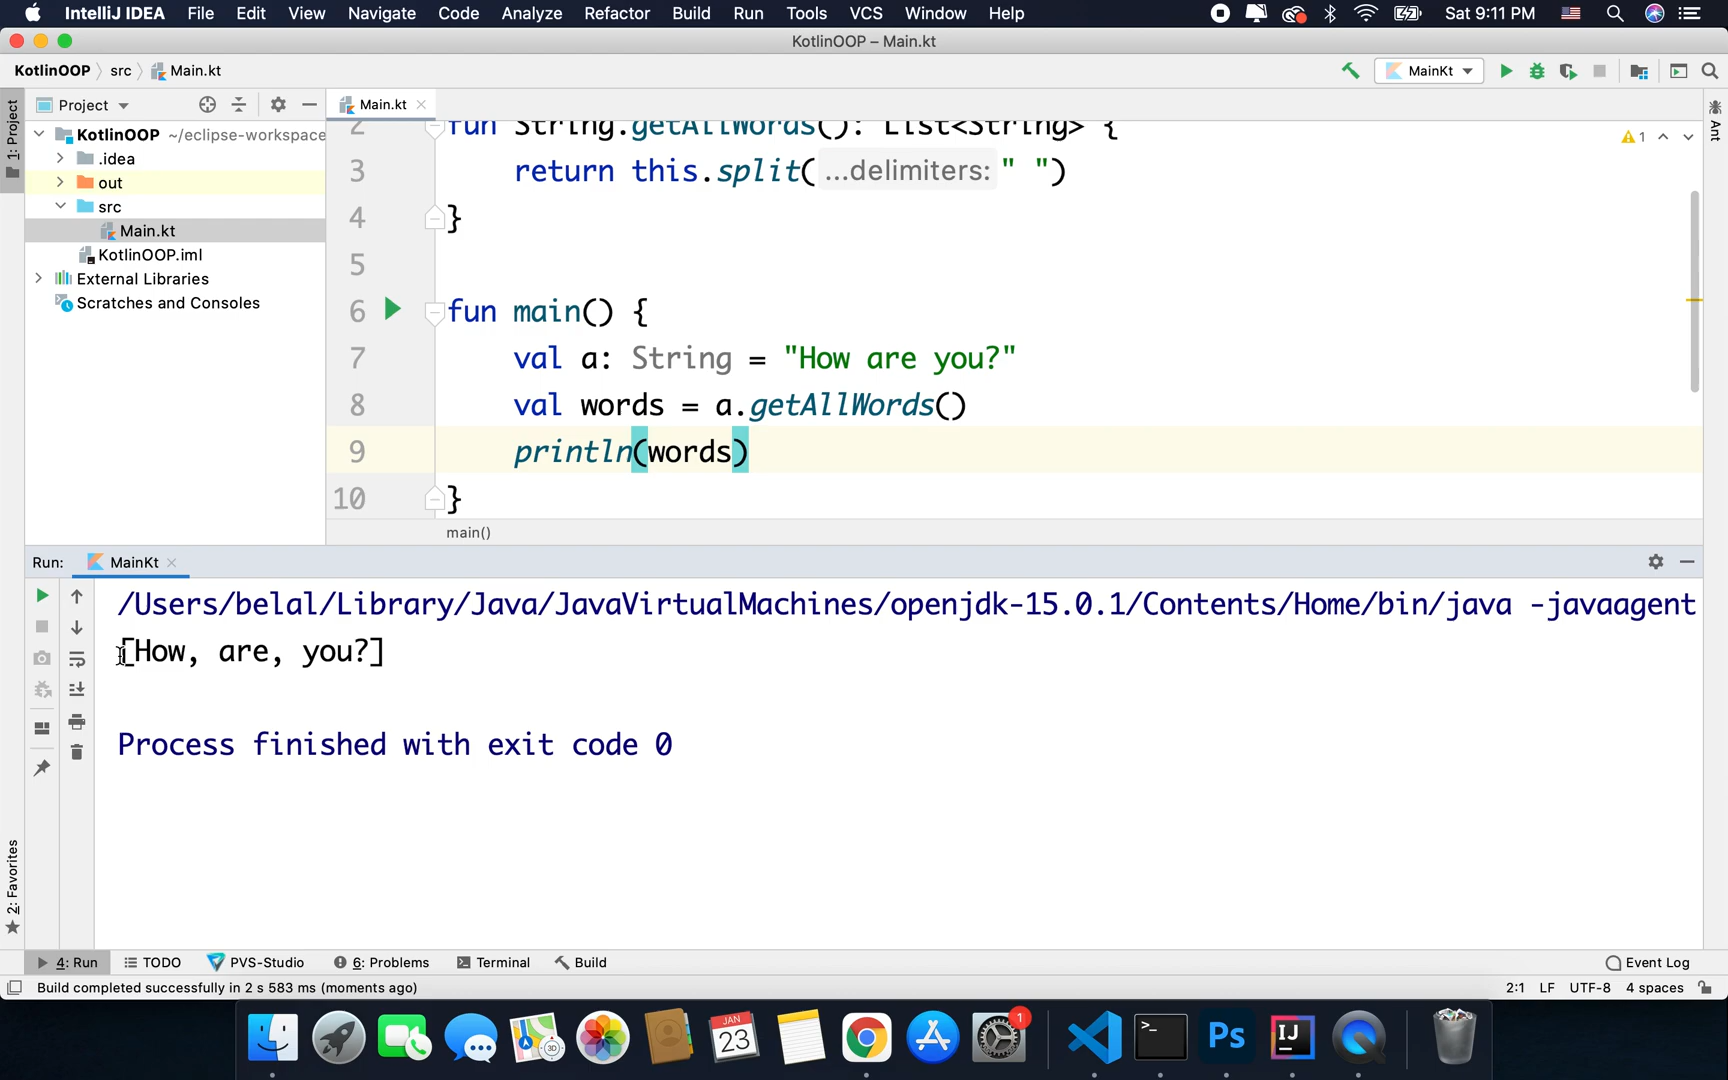 IntelliJ IDEA File Edit View Navigate Code Analyze Refactor Build Run Tools VCS Window Help Sat 9:11 PM
KotlinOOP – Main.kt
KotlinOOP src Main.kt MainKt
1: Project
Project
Main.kt
KotlinOOP ~/eclipse-workspace
.idea
out
src
Main.kt
KotlinOOP.iml
External Libraries
Scratches and Consoles
2 fun String.getAllWords(): List<String> {
3 return this.split( ...delimiters: " ")
4 }
5
6 fun main() {
7 val a: String = "How are you?"
8 val words = a.getAllWords()
9 println(words)
10 }
main()
1
Ant
Run: MainKt
/Users/belal/Library/Java/JavaVirtualMachines/openjdk-15.0.1/Contents/Home/bin/java -javaagent
[How, are, you?]
Process finished with exit code 0
2: Favorites
4: Run TODO PVS-Studio 6: Problems Terminal Build Event Log
Build completed successfully in 2 s 583 ms (moments ago) 2:1 LF UTF-8 4 spaces
3D
JAN
23
1
>_
Ps
IJ